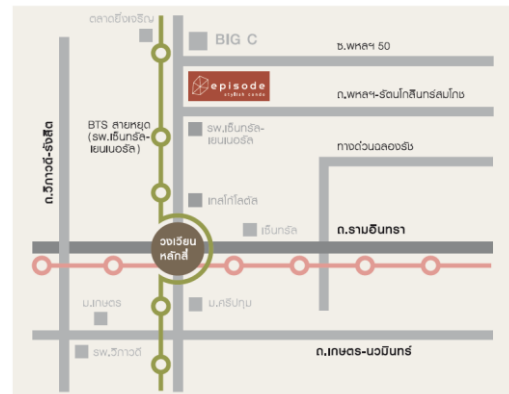 ตลาดยิ่งเจริญ
BIG C
ซ.พหลฯ 50
episode
stylish condo
ถ.พหลฯ-รัตนโกสินทร์สมโภช
BTS สายหยุด
(รพ.เซ็นทรัล-
เยนเนอรัล)
รพ.เซ็นทรัล-
เยนเนอรัล
ทางด่วนฉลองรัช
ถ.วิภาวดี-รังสิต
เทสโก้โลตัส
เซ็นทรัล
ถ.รามอินทรา
วงเวียน
หลักสี่
ม.เกษตร
ม.ศรีปทุม
รพ.วิภาวดี
ถ.เกษตร-นวมินทร์